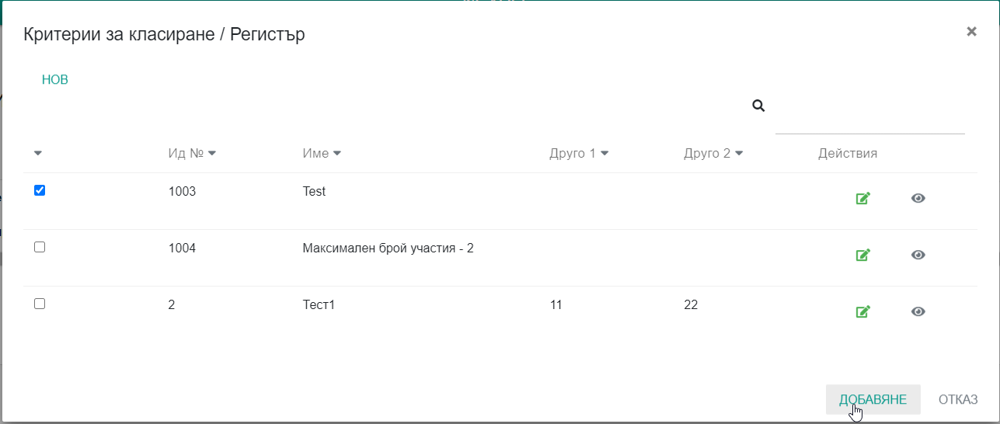 Критерии за класиране / Регистър
НОВ
Ид № Име Друго 1 Друго 2 Действия
1003 Test
1004 Максимален брой участия - 2
2 Тест1 11 22
ДОБАВЯНЕ ОТКАЗ